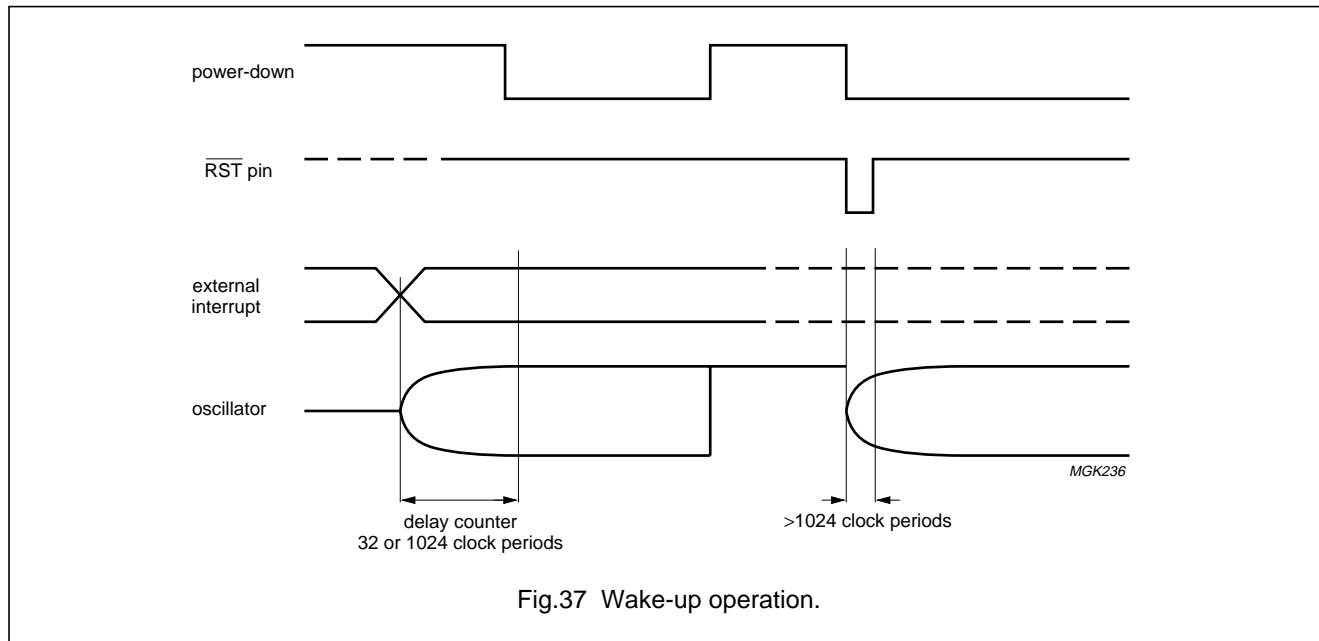 power-down
RST pin
external
interrupt
oscillator
MGK236
delay counter
32 or 1024 clock periods
>1024 clock periods
Fig.37 Wake-up operation.